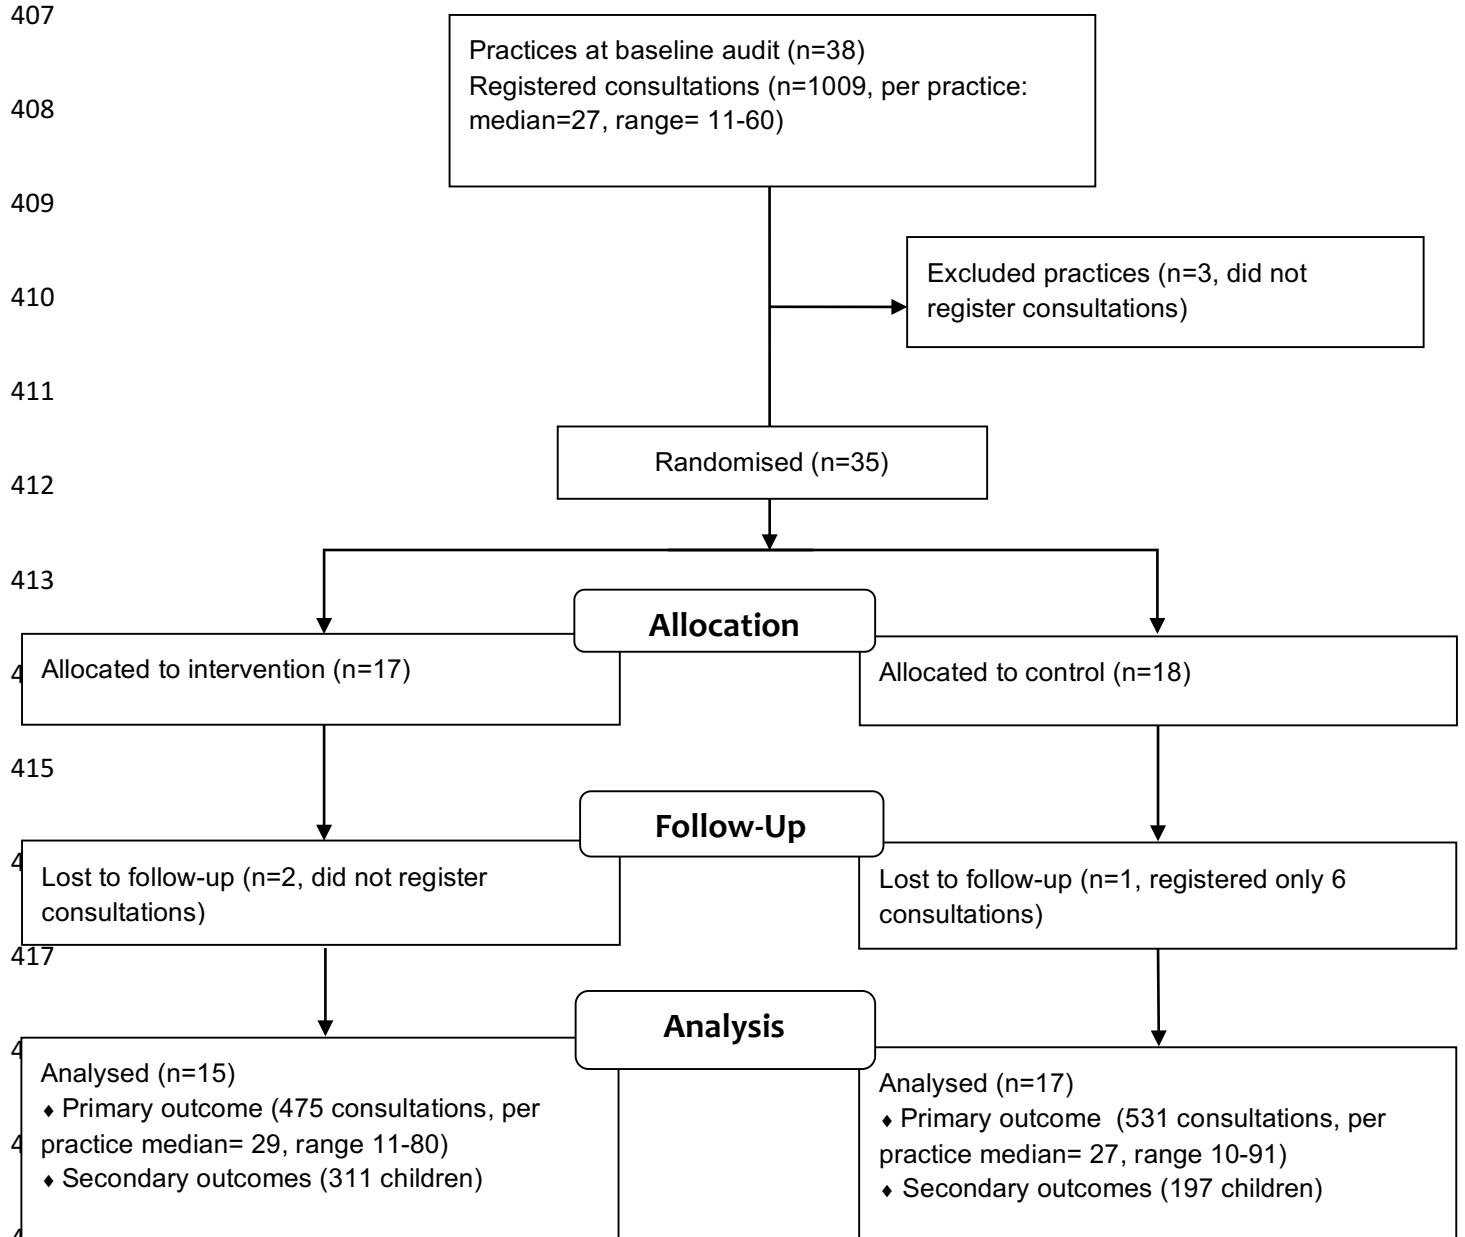 407
Practices at baseline audit (n=38)
Registered consultations (n=1009, per practice:
408
median=27, range= 11-60)
409
Excluded practices (n=3, did not
410
register consultations)
411
Randomised (n=35)
412
413
Allocation
4
Allocated to intervention (n=17)
Allocated to control (n=18)
415
Follow-Up
4
Lost to follow-up (n=2, did not register
consultations)
Lost to follow-up (n=1, registered only 6
consultations)
417
Analysis
4
Analysed (n=15)
♦ Primary outcome (475 consultations, per
4
practice median= 29, range 11-80)
♦ Secondary outcomes (311 children)
Analysed (n=17)
♦ Primary outcome  (531 consultations, per
practice median= 27, range 10-91)
♦ Secondary outcomes (197 children)